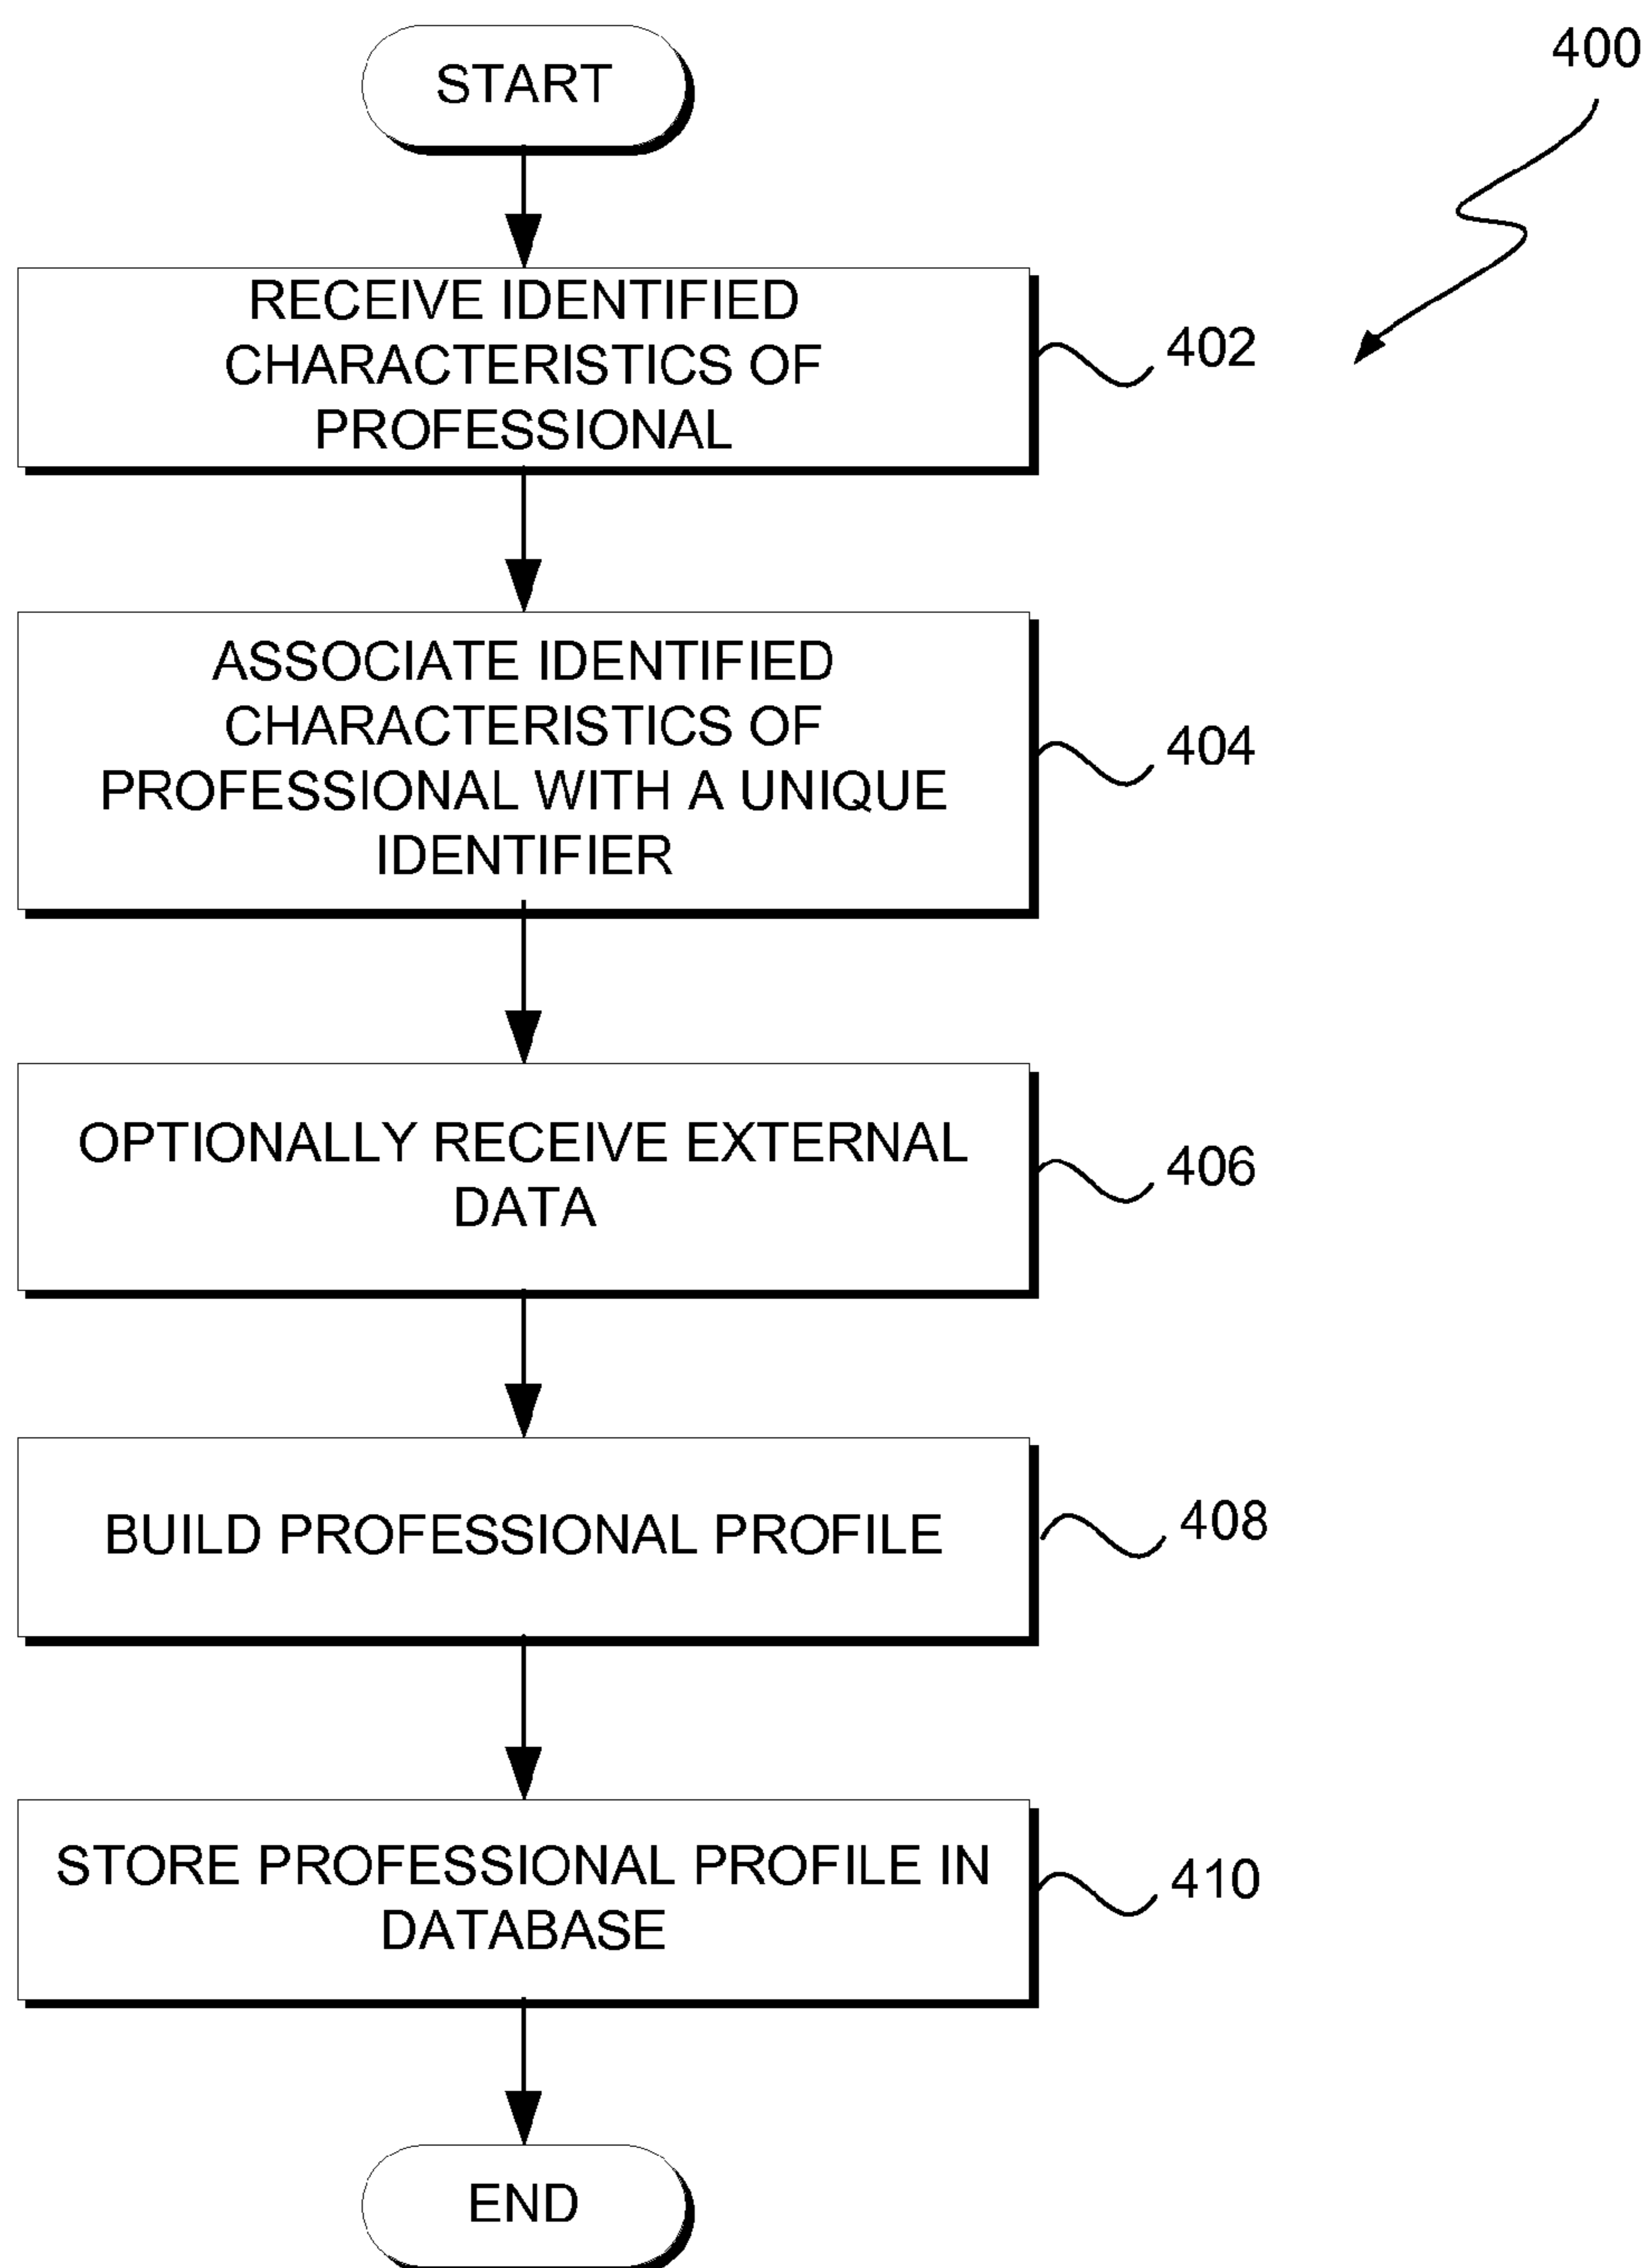 START
400
RECEIVE IDENTIFIED
CHARACTERISTICS OF
PROFESSIONAL
402
ASSOCIATE IDENTIFIED
CHARACTERISTICS OF
PROFESSIONAL WITH A UNIQUE
IDENTIFIER
404
OPTIONALLY RECEIVE EXTERNAL
DATA
406
BUILD PROFESSIONAL PROFILE
408
STORE PROFESSIONAL PROFILE IN
DATABASE
410
END